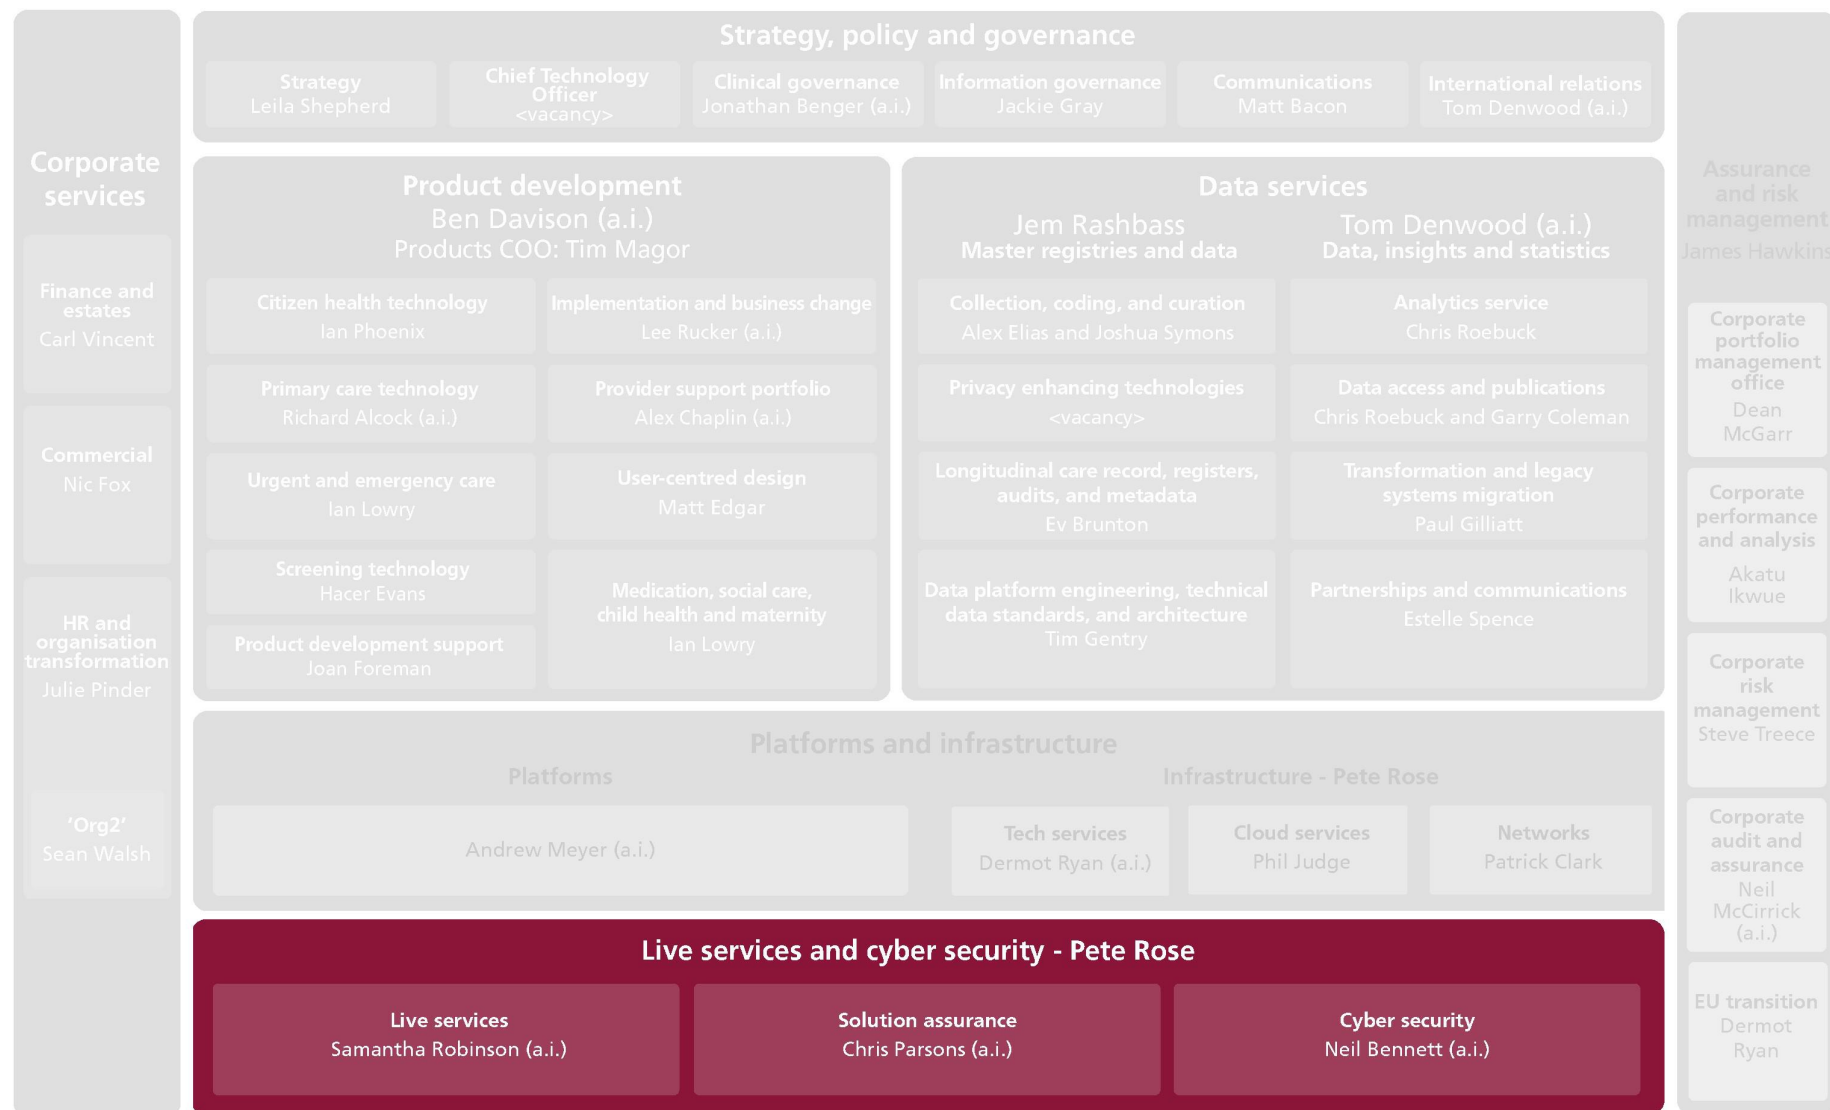 Strategy, policy and governance
Strategy
Leila Shepherd
Chief Technology
Officer
<vacancy>
Clinical governance
Jonathan Benger (a.i.)
Information governance
Jackie Gray
Communications
Matt Bacon
International relations
Tom Denwood (a.i.)
Corporate
services
Finance and
estates
Carl Vincent
Commercial
Nic Fox
HR and
organisation
transformation
Julie Pinder
‘Org2’
Sean Walsh
Product development
Ben Davison (a.i.)
Products COO: Tim Magor
Citizen health technology
Ian Phoenix
Implementation and business change
Lee Rucker (a.i.)
Primary care technology
Richard Alcock (a.i.)
Provider support portfolio
Alex Chaplin (a.i.)
Urgent and emergency care
Ian Lowry
User-centred design
Matt Edgar
Screening technology
Hacer Evans
Product development support
Joan Foreman
Medication, social care,
child health and maternity
Ian Lowry
Data services
Jem Rashbass
Master registries and data
Tom Denwood (a.i.)
Data, insights and statistics
Collection, coding, and curation
Alex Elias and Joshua Symons
Analytics service
Chris Roebuck
Privacy enhancing technologies
<vacancy>
Data access and publications
Chris Roebuck and Garry Coleman
Longitudinal care record, registers,
audits, and metadata
Ev Brunton
Transformation and legacy
systems migration
Paul Gilliatt
Data platform engineering, technical
data standards, and architecture
Tim Gentry
Partnerships and communications
Estelle Spence
Assurance
and risk
management
James Hawkins
Corporate
portfolio
management
office
Dean
McGarr
Corporate
performance
and analysis
Akatu
Ikwue
Corporate
risk
management
Steve Treece
Corporate
audit and
assurance
Neil
McCirrick
(a.i.)
EU transition
Dermot
Ryan
Platforms and infrastructure
Platforms
Andrew Meyer (a.i.)
Infrastructure - Pete Rose
Tech services
Dermot Ryan (a.i.)
Cloud services
Phil Judge
Networks
Patrick Clark
Live services and cyber security - Pete Rose
Live services
Samantha Robinson (a.i.)
Solution assurance
Chris Parsons (a.i.)
Cyber security
Neil Bennett (a.i.)